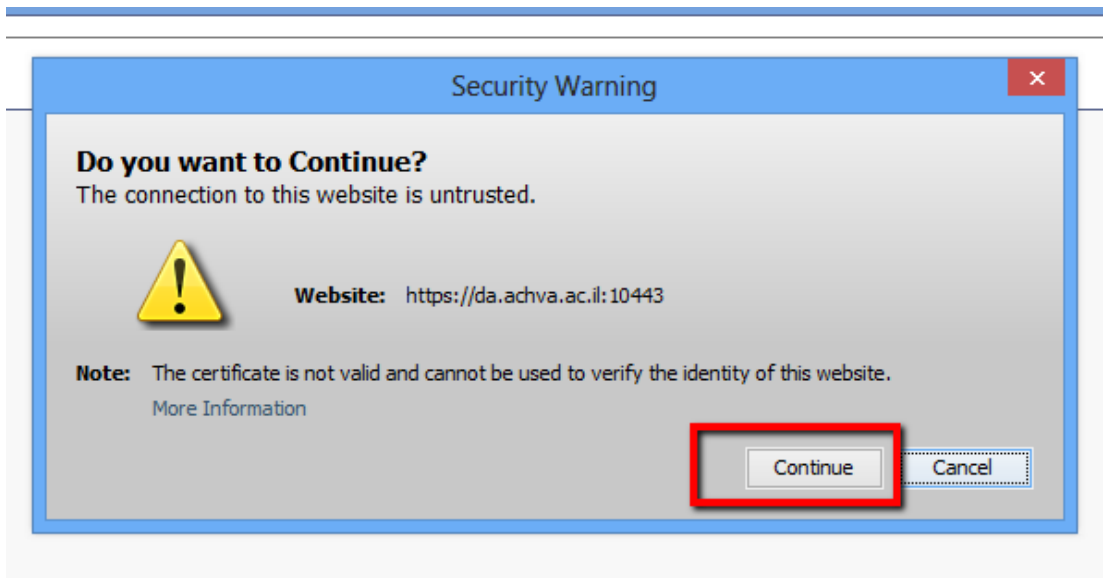 Security Warning
Do you want to Continue?
The connection to this website is untrusted.
Website: https://da.achva.ac.il:10443
Note: The certificate is not valid and cannot be used to verify the identity of this website.
More Information
Continue Cancel